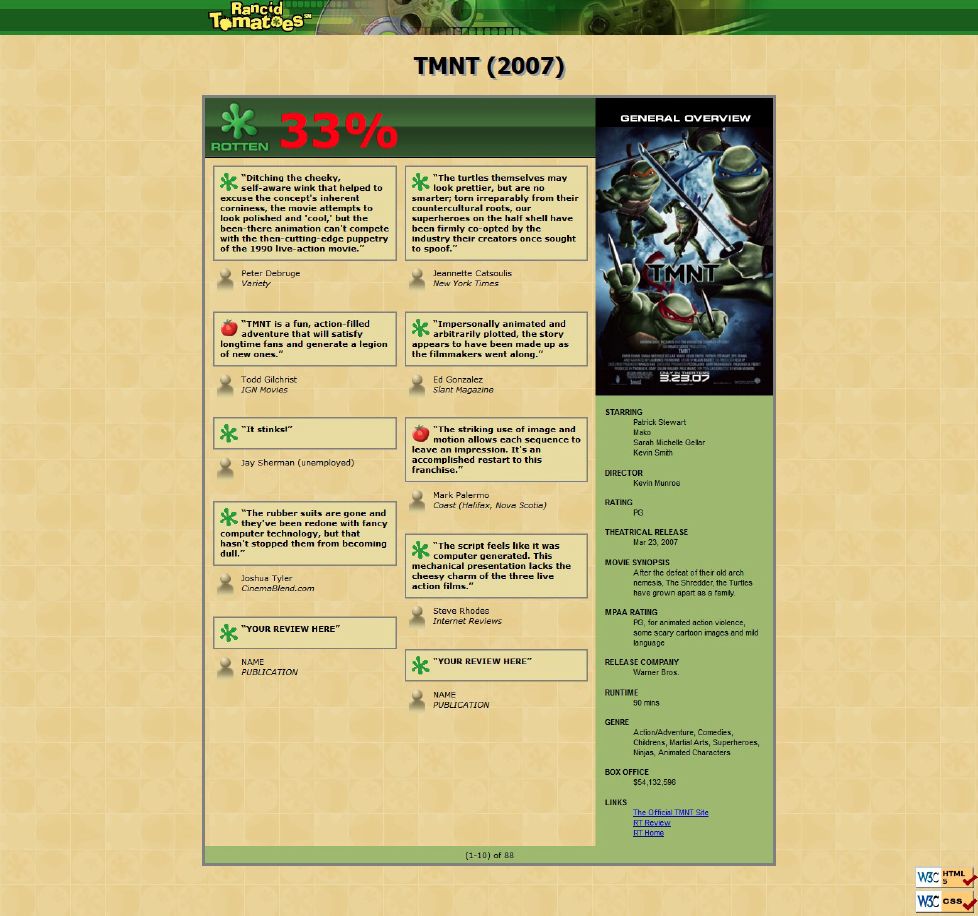 Rancid
Tomatoes SM
TMNT (2007)
ROTTEN
33%
GENERAL OVERVIEW
“Ditching the cheeky,
self-aware wink that helped to
excuse the concept's inherent
corniness, the movie attempts to
look polished and 'cool,' but the
been-there animation can't compete
with the then-cutting-edge puppetry
of the 1990 live-action movie.”
Peter Debruge
Variety
“TMNT is a fun, action-filled
adventure that will satisfy
longtime fans and generate a legion
of new ones.”
Todd Gilchrist
IGN Movies
“It stinks!”
Jay Sherman (unemployed)
“The rubber suits are gone and
they've been redone with fancy
computer technology, but that
hasn't stopped them from becoming
dull.”
Joshua Tyler
CinemaBlend.com
“YOUR REVIEW HERE”
NAME
PUBLICATION
“The turtles themselves may
look prettier, but are no
smarter; torn irreparably from their
countercultural roots, our
superheroes on the half shell have
been firmly co-opted by the
industry their creators once sought
to spoof.”
Jeannette Catsoulis
New York Times
“Impersonally animated and
arbitrarily plotted, the story
appears to have been made up as
the filmmakers went along.”
Ed Gonzalez
Slant Magazine
“The striking use of image and
motion allows each sequence to
leave an impression. It's an
accomplished restart to this
franchise.”
Mark Palermo
Coast (Halifax, Nova Scotia)
“The script feels like it was
computer generated. This
mechanical presentation lacks the
cheesy charm of the three live
action films.”
Steve Rhodes
Internet Reviews
“YOUR REVIEW HERE”
NAME
PUBLICATION
TMNT
TMNT
ONLY IN THEATRES
3.23.07
STARRING
Patrick Stewart
Mako
Sarah Michelle Gellar
Kevin Smith
DIRECTOR
Kevin Munroe
RATING
PG
THEATRICAL RELEASE
Mar 23, 2007
MOVIE SYNOPSIS
After the defeat of their old arch
nemesis, The Shredder, the Turtles
have grown apart as a family.
MPAA RATING
PG, for animated action violence,
some scary cartoon images and mild
language
RELEASE COMPANY
Warner Bros.
RUNTIME
90 mins
GENRE
Action/Adventure, Comedies,
Childrens, Martial Arts, Superheroes,
Ninjas, Animated Characters
BOX OFFICE
$54,132,596
LINKS
The Official TMNT Site
RT Review
RT Home
(1-10) of 88
W3C HTML
5
W3C CSS